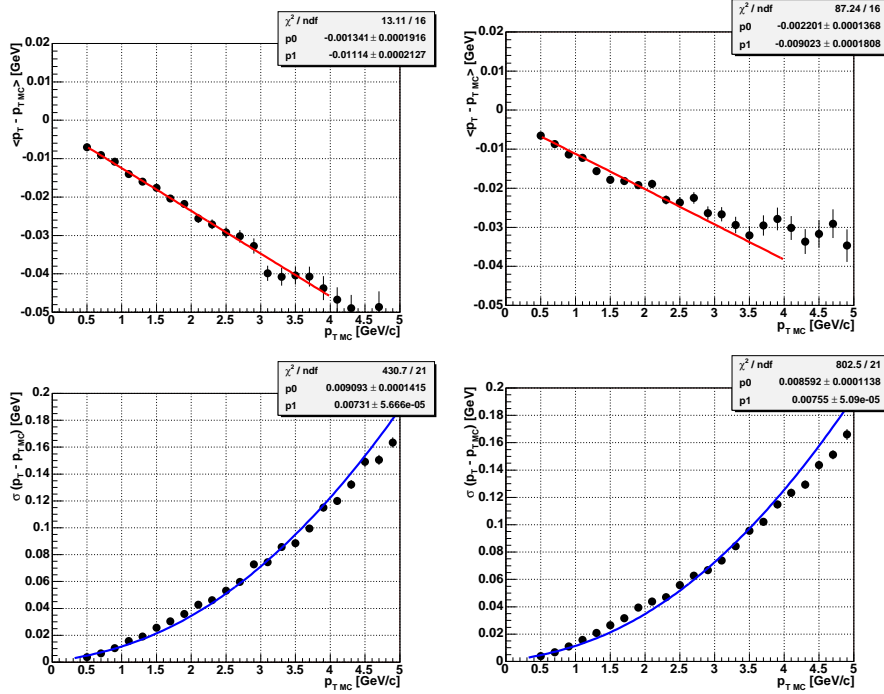 χ² / ndf 13.11 / 16
p0 -0.001341 ± 0.0001916
p1 -0.01114 ± 0.0002127
<p_T - p_T MC> [GeV]
0.02
0.01
0
-0.01
-0.02
-0.03
-0.04
-0.05
0 0.5 1 1.5 2 2.5 3 3.5 4 4.5 5
p_T MC [GeV/c]
χ² / ndf 87.24 / 16
p0 -0.002201 ± 0.0001368
p1 -0.009023 ± 0.0001808
<p_T - p_T MC> [GeV]
0.02
0.01
0
-0.01
-0.02
-0.03
-0.04
-0.05
0 0.5 1 1.5 2 2.5 3 3.5 4 4.5 5
p_T MC [GeV/c]
χ² / ndf 430.7 / 21
p0 0.009093 ± 0.0001415
p1 0.00731 ± 5.666e-05
σ (p_T - p_T MC) [GeV]
0.2
0.18
0.16
0.14
0.12
0.1
0.08
0.06
0.04
0.02
0
0 0.5 1 1.5 2 2.5 3 3.5 4 4.5 5
p_T MC [GeV/c]
χ² / ndf 802.5 / 21
p0 0.008592 ± 0.0001138
p1 0.00755 ± 5.09e-05
σ (p_T - p_T MC) [GeV]
0.2
0.18
0.16
0.14
0.12
0.1
0.08
0.06
0.04
0.02
0
0 0.5 1 1.5 2 2.5 3 3.5 4 4.5 5
p_T MC [GeV/c]